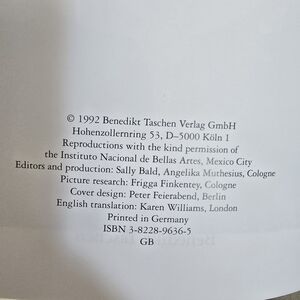 © 1992 Benedikt Taschen Verlag GmbH
Hohenzollernring 53, D–5000 Köln 1
Reproductions with the kind permission of
the Instituto Nacional de Bellas Artes, Mexico City
Editors and production: Sally Bald, Angelika Muthesius, Cologne
Picture research: Frigga Finkentey, Cologne
Cover design: Peter Feierabend, Berlin
English translation: Karen Williams, London
Printed in Germany
ISBN 3-8228-9636-5
GB